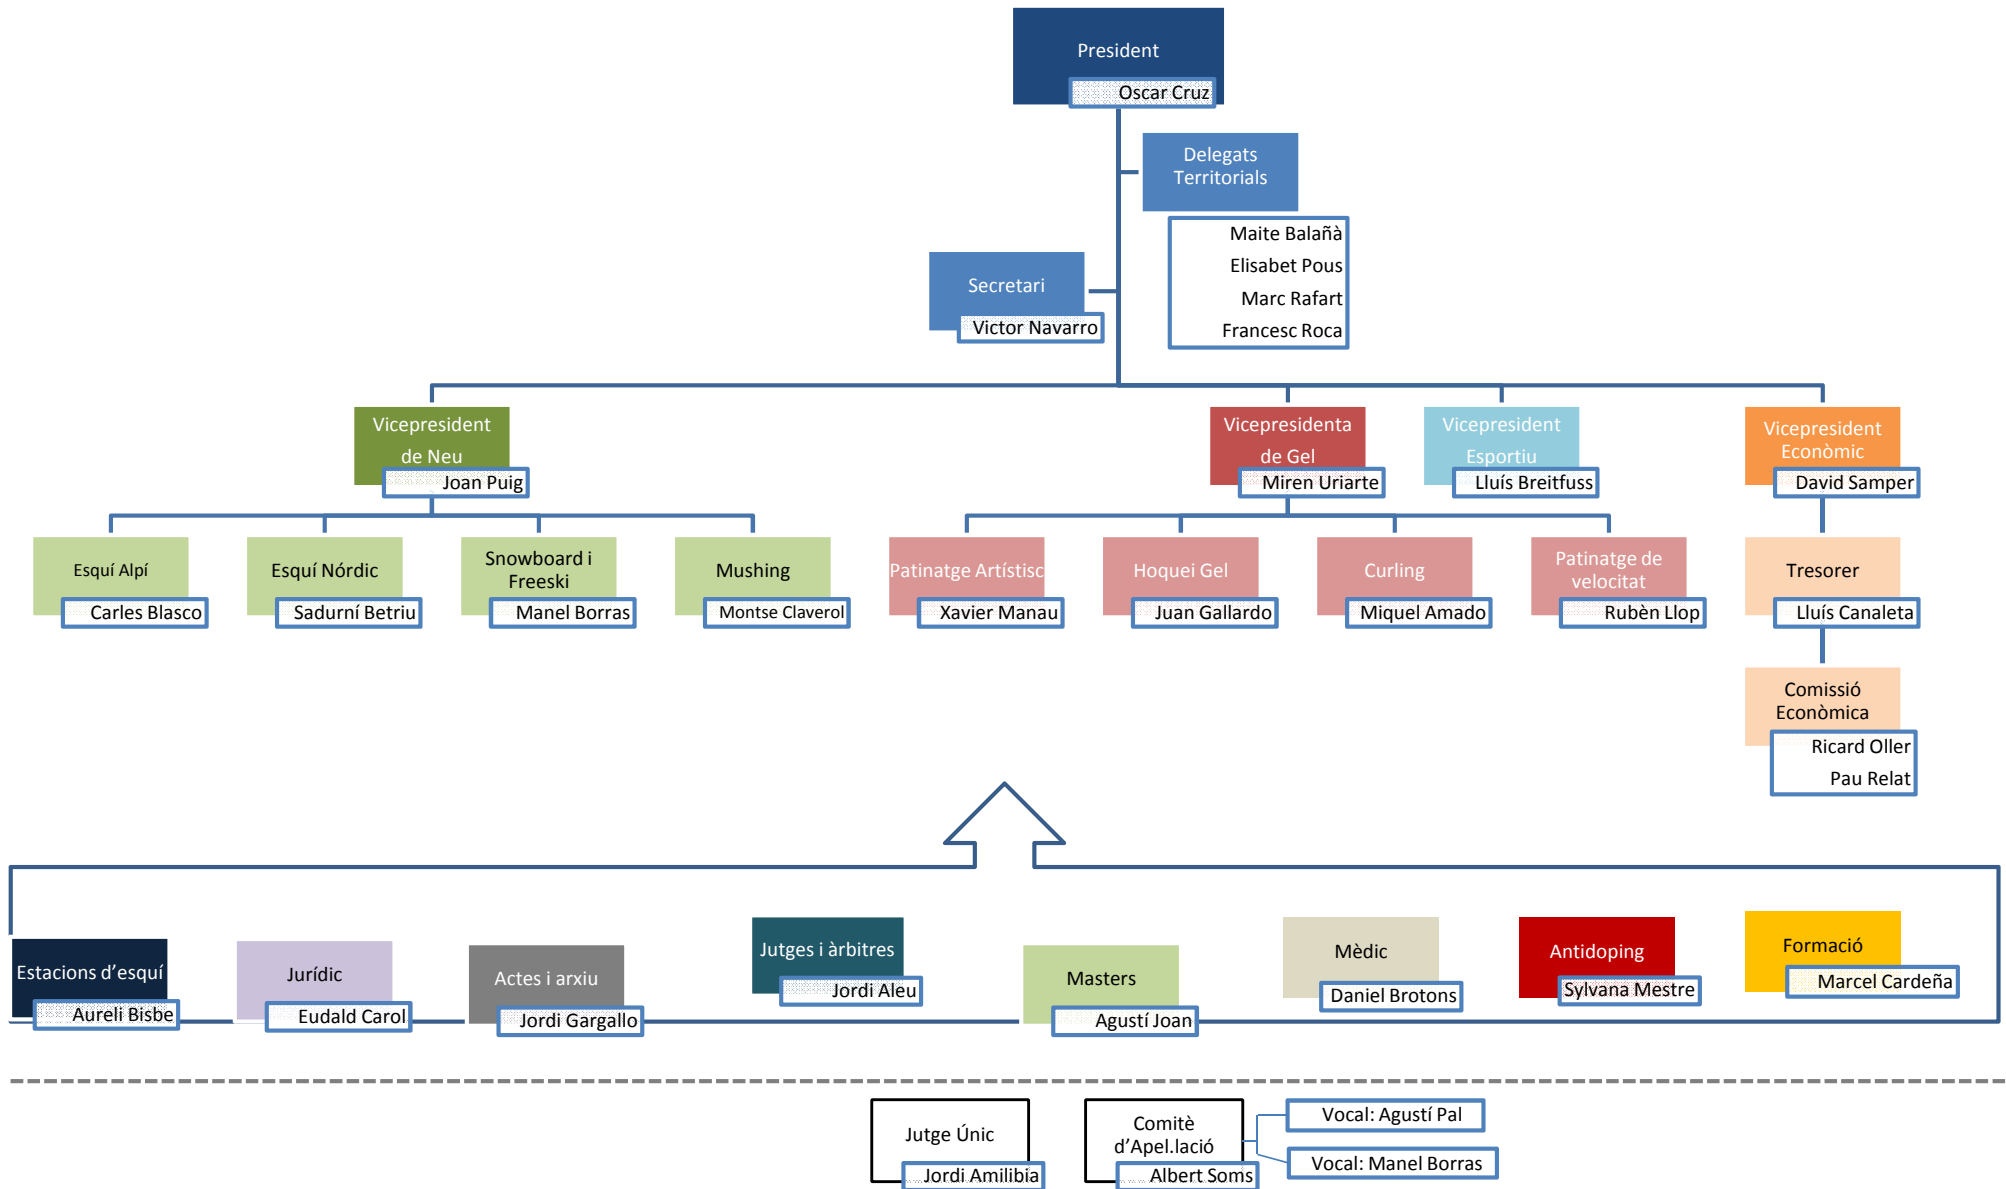 President
Oscar Cruz
Delegats
Territorials
Maite Balañà
Elisabet Pous
Marc Rafart
Francesc Roca
Secretari
Victor Navarro
Vicepresident
de Neu
Joan Puig
Vicepresidenta
de Gel
Miren Uriarte
Vicepresident
Esportiu
Lluís Breitfuss
Vicepresident
Econòmic
David Samper
Esquí Alpí
Carles Blasco
Esquí Nórdic
Sadurní Betriu
Snowboard i
Freeski
Manel Borras
Mushing
Montse Claverol
Patinatge Artístisc
Xavier Manau
Hoquei Gel
Juan Gallardo
Curling
Miquel Amado
Patinatge de
velocitat
Rubèn Llop
Tresorer
Lluís Canaleta
Comissió
Econòmica
Ricard Oller
Pau Relat
Estacions d’esquí
Aureli Bisbe
Jurídic
Eudald Carol
Actes i arxiu
Jordi Gargallo
Jutges i àrbitres
Jordi Aleu
Masters
Agustí Joan
Mèdic
Daniel Brotons
Antidoping
Sylvana Mestre
Formació
Marcel Cardeña
Jutge Únic
Jordi Amilibia
Comitè
d’Apel.lació
Albert Soms
Vocal: Agustí Pal
Vocal: Manel Borras